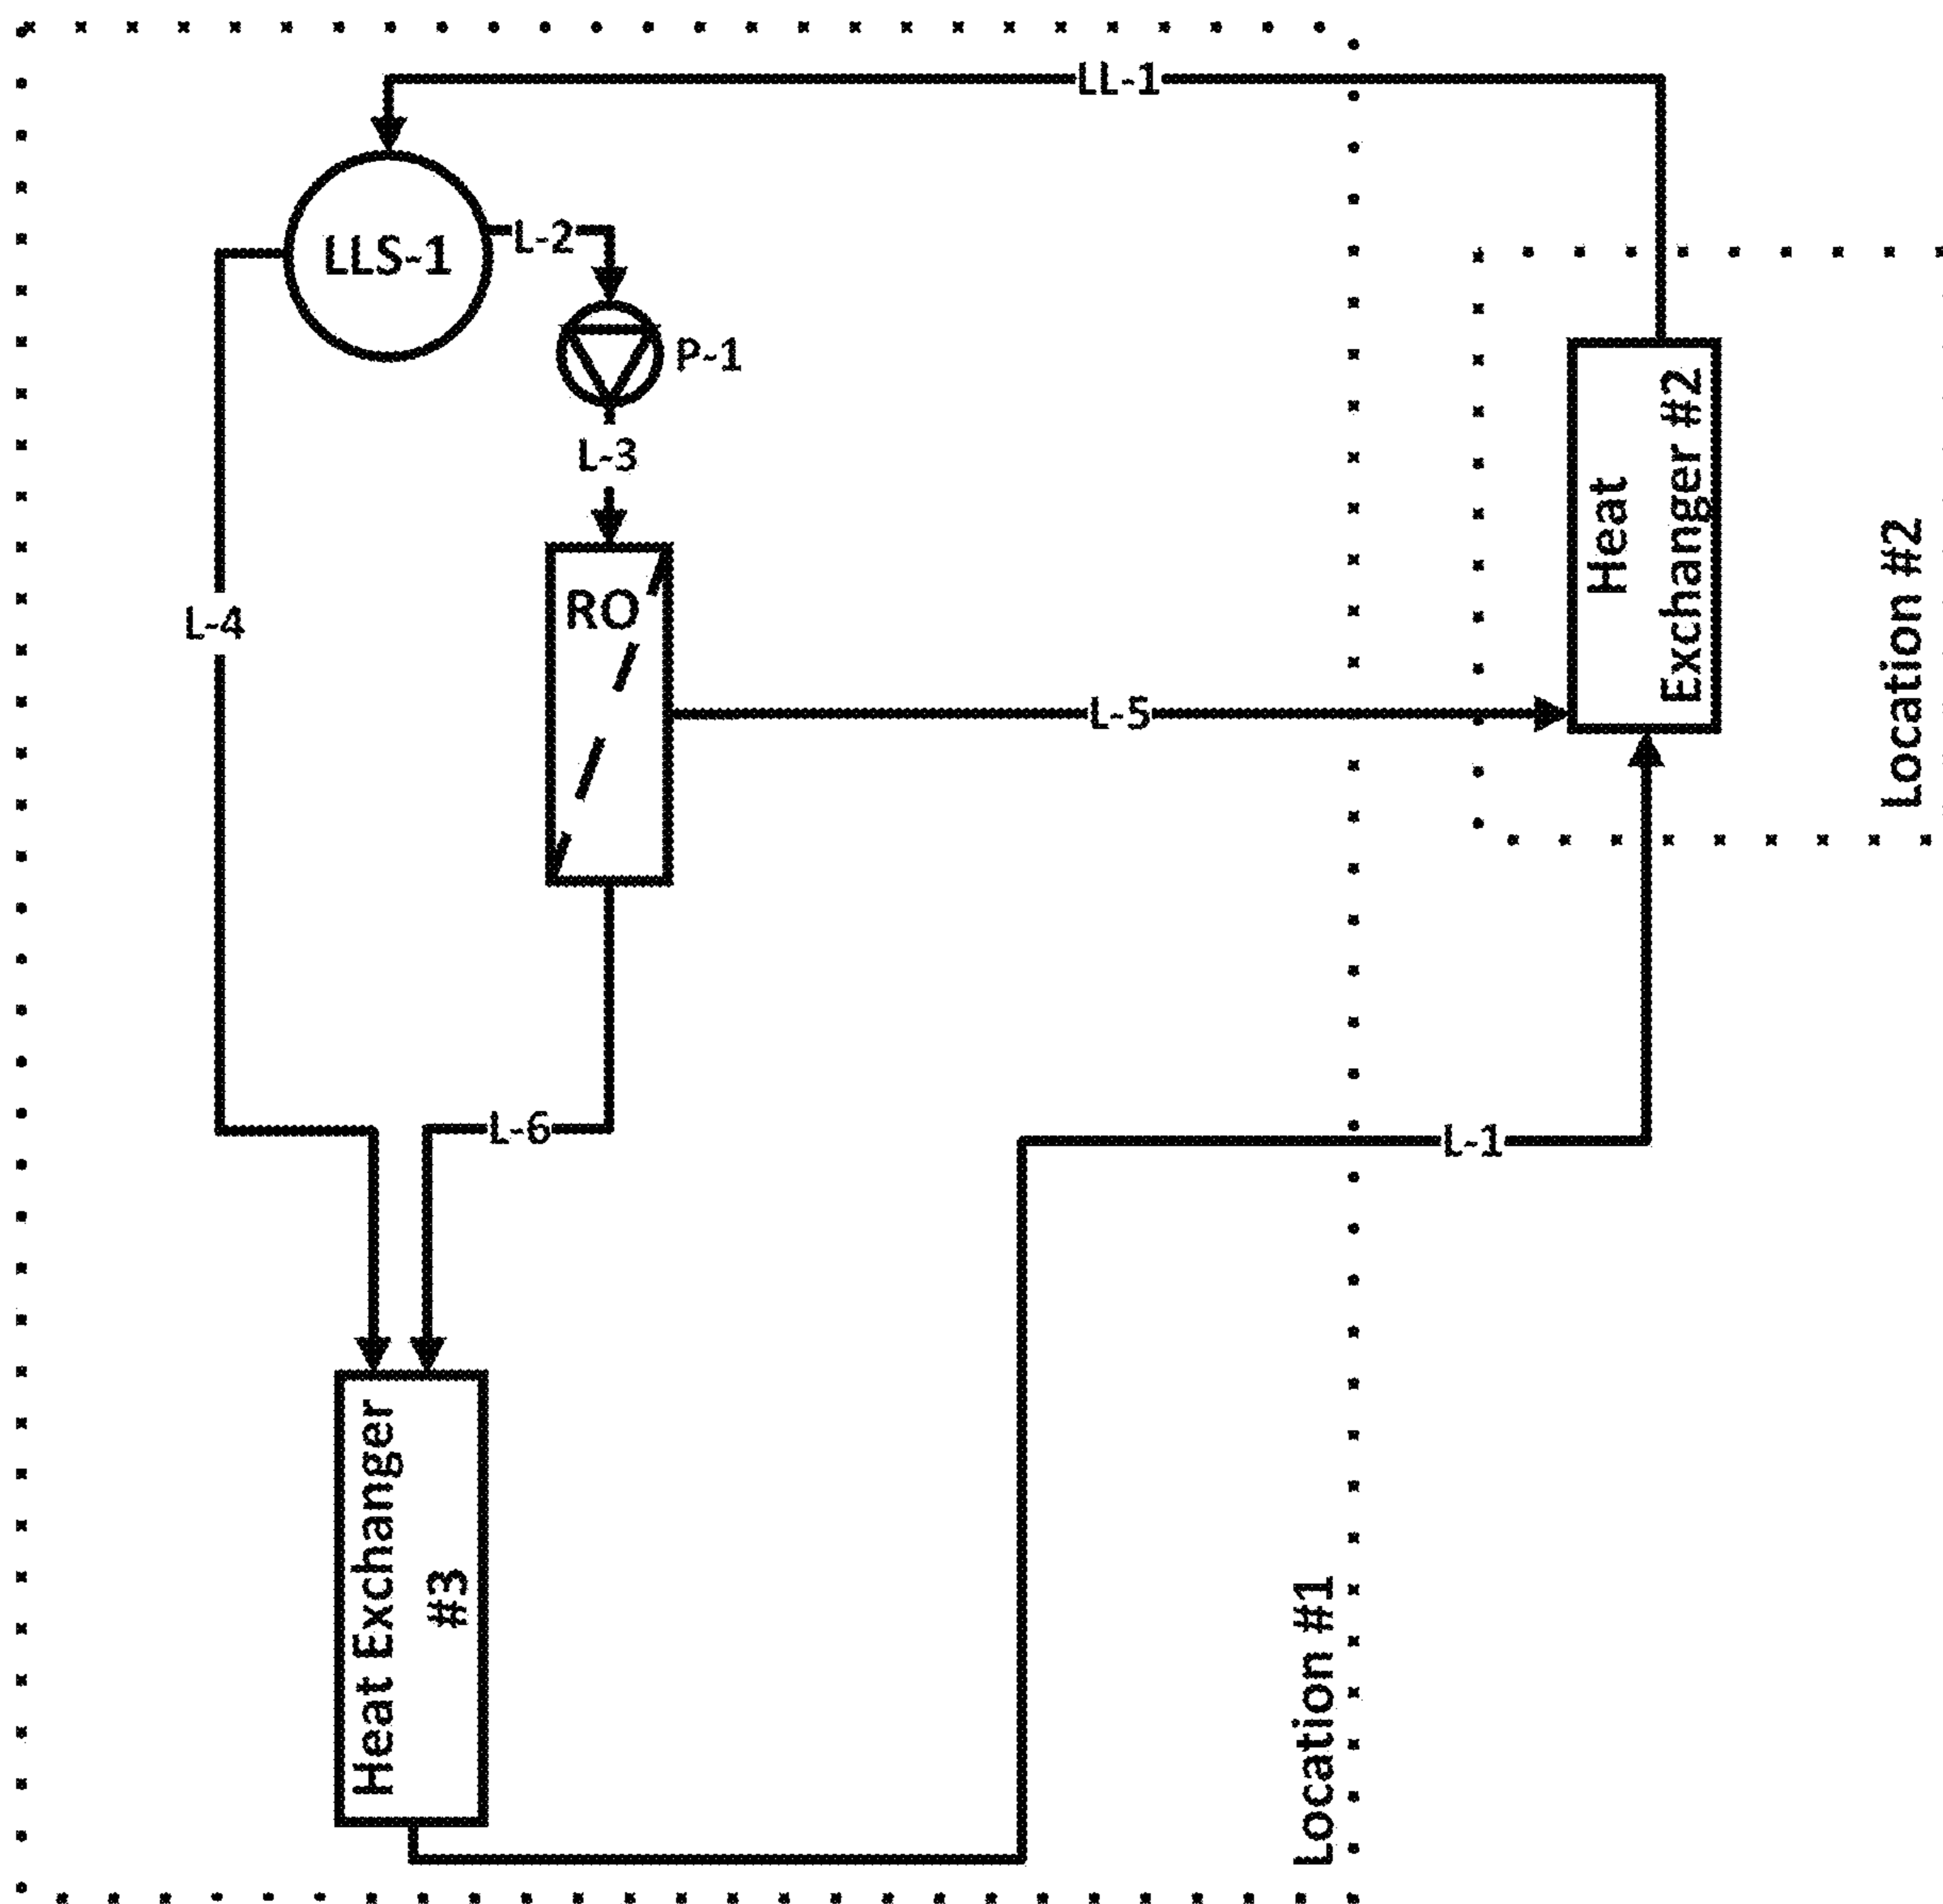 LL-1
LLS-1
L-2
P-1
L-3
RO
L-4
L-5
Heat
Exchanger #2
Location #2
L-6
L-1
Heat Exchanger
#3
Location #1